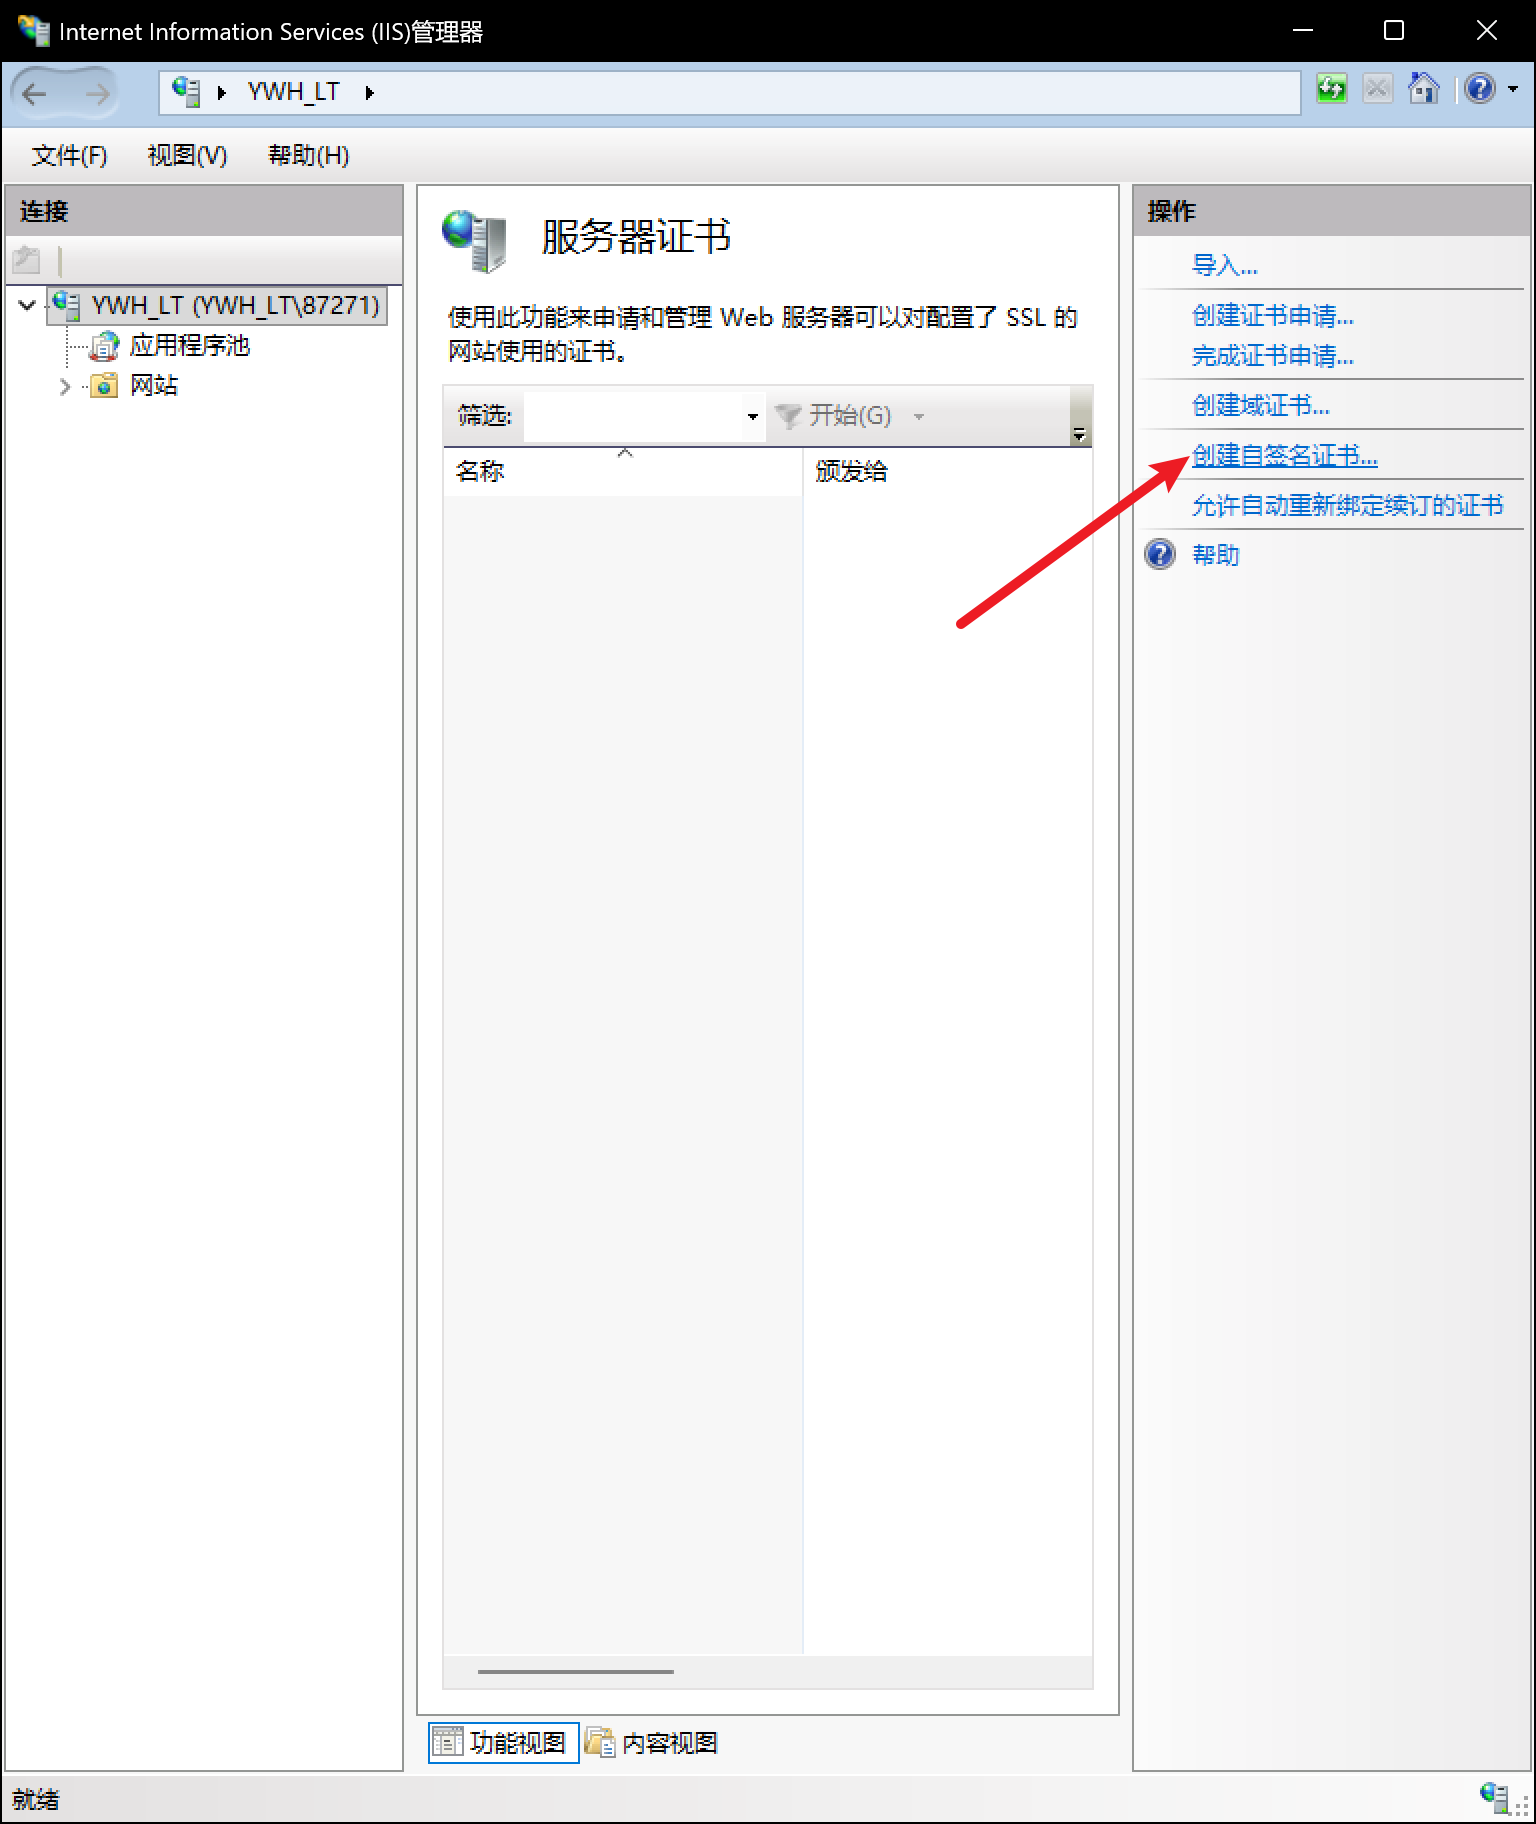 Internet Information Services (IIS)管理器
YWH_LT
文件(F) 视图(V) 帮助(H)
连接
YWH_LT (YWH_LT\87271)
应用程序池
网站
服务器证书
使用此功能来申请和管理 Web 服务器可以对配置了 SSL 的
网站使用的证书。
筛选: 开始(G)
名称 颁发给
功能视图 内容视图
操作
导入...
创建证书申请...
完成证书申请...
创建域证书...
创建自签名证书...
允许自动重新绑定续订的证书
帮助
就绪